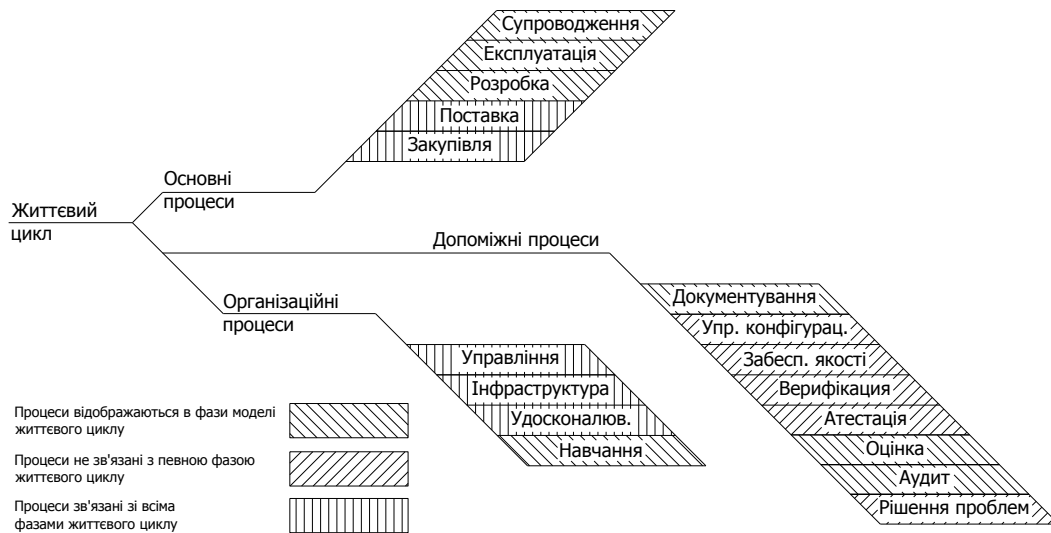 Супроводження
Експлуатація
Розробка
Поставка
Закупівля
Основні
процеси
Життєвий
цикл
Допоміжні процеси
Організаційні
процеси
Документування
Упр. конфігурац.
Забесп. якості
Верифікация
Атестація
Оцінка
Аудит
Рішення проблем
Управління
Інфраструктура
Удосконалюв.
Навчання
Процеси відображаються в фази моделі
життєвого циклу
Процеси не зв'язані з певною фазою
життєвого циклу
Процеси зв'язані зі всіма
фазами життєвого циклу